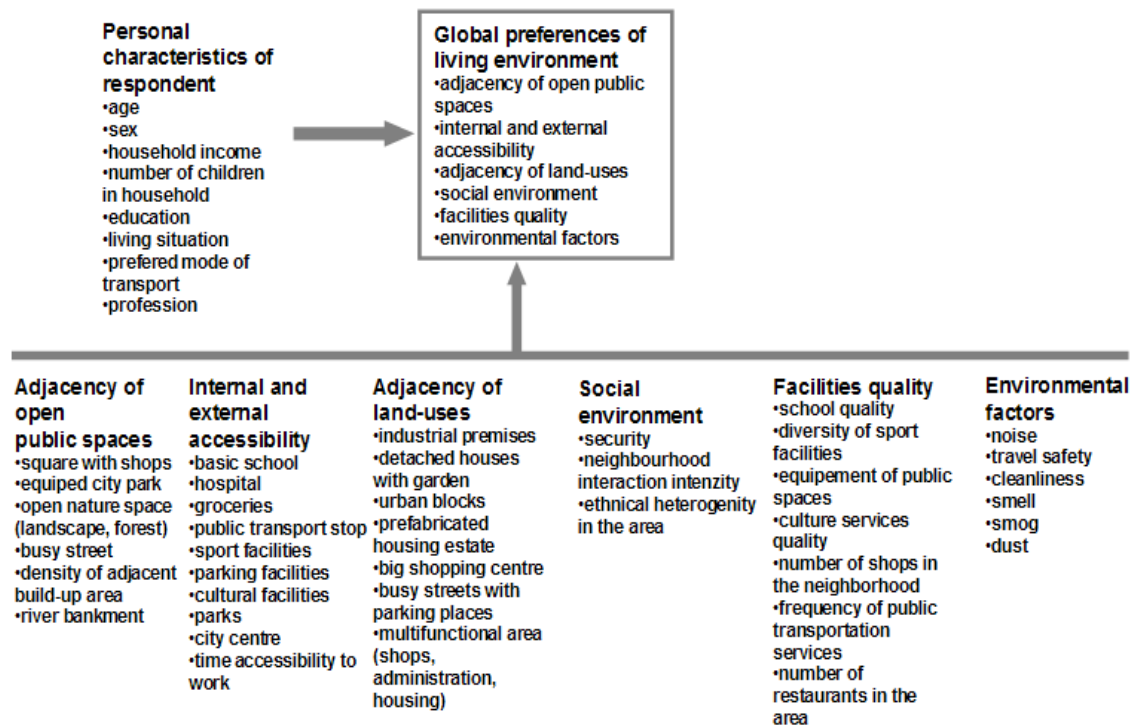 Personal
characteristics of
respondent
•age
•sex
•household income
•number of children
in household
•education
•living situation
•prefered mode of
transport
•profession
Global preferences of
living environment
•adjacency of open public
spaces
•internal and external
accessibility
•adjacency of land-uses
•social environment
•facilities quality
•environmental factors
Adjacency of
open
public spaces
•square with shops
•equiped city park
•open nature space
(landscape, forest)
•busy street
•density of adjacent
build-up area
•river bankment
Internal and
external
accessibility
•basic school
•hospital
•groceries
•public transport stop
•sport facilities
•parking facilities
•cultural facilities
•parks
•city centre
•time accessibility to
work
Adjacency of
land-uses
•industrial premises
•detached houses
with garden
•urban blocks
•prefabricated
housing estate
•big shopping centre
•busy streets with
parking places
•multifunctional area
(shops,
administration,
housing)
Social
environment
•security
•neighbourhood
interaction intenzity
•ethnical heterogenity
in the area
Facilities quality
•school quality
•diversity of sport
facilities
•equipement of public
spaces
•culture services
quality
•number of shops in
the neighborhood
•frequency of public
transportation
services
•number of
restaurants in the
area
Environmental
factors
•noise
•travel safety
•cleanliness
•smell
•smog
•dust